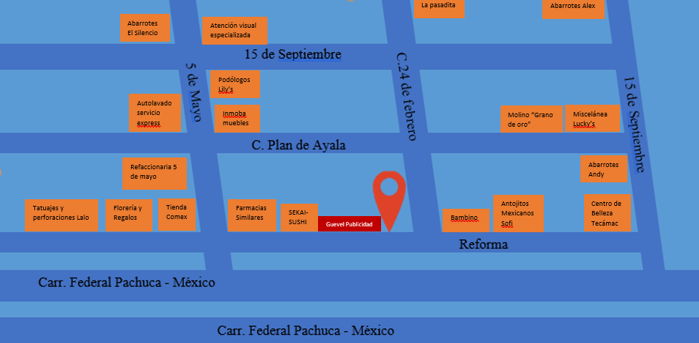 La pasadita
Abarrotes Alex
Abarrotes
El Silencio
Atención visual
especializada
15 de Septiembre
C.24 de febrero
5 de Mayo
Podólogos
Lily's
15 de Septiembre
Autolavado
servicio
express
Inmoba
muebles
Molino "Grano
de oro"
Miscelánea
Lucky's
C. Plan de Ayala
Refaccionaría 5
de mayo
Abarrotes
Andy
Tatuajes y
perforaciones Lalo
Florería y
Regalos
Tienda
Comex
Farmacias
Similares
SEKAI-
SUSHI
Guevel Publicidad
Bambino
Antojitos
Mexicanos
Sofi
Centro de
Belleza
Tecámac
Reforma
Carr. Federal Pachuca - México
Carr. Federal Pachuca - México